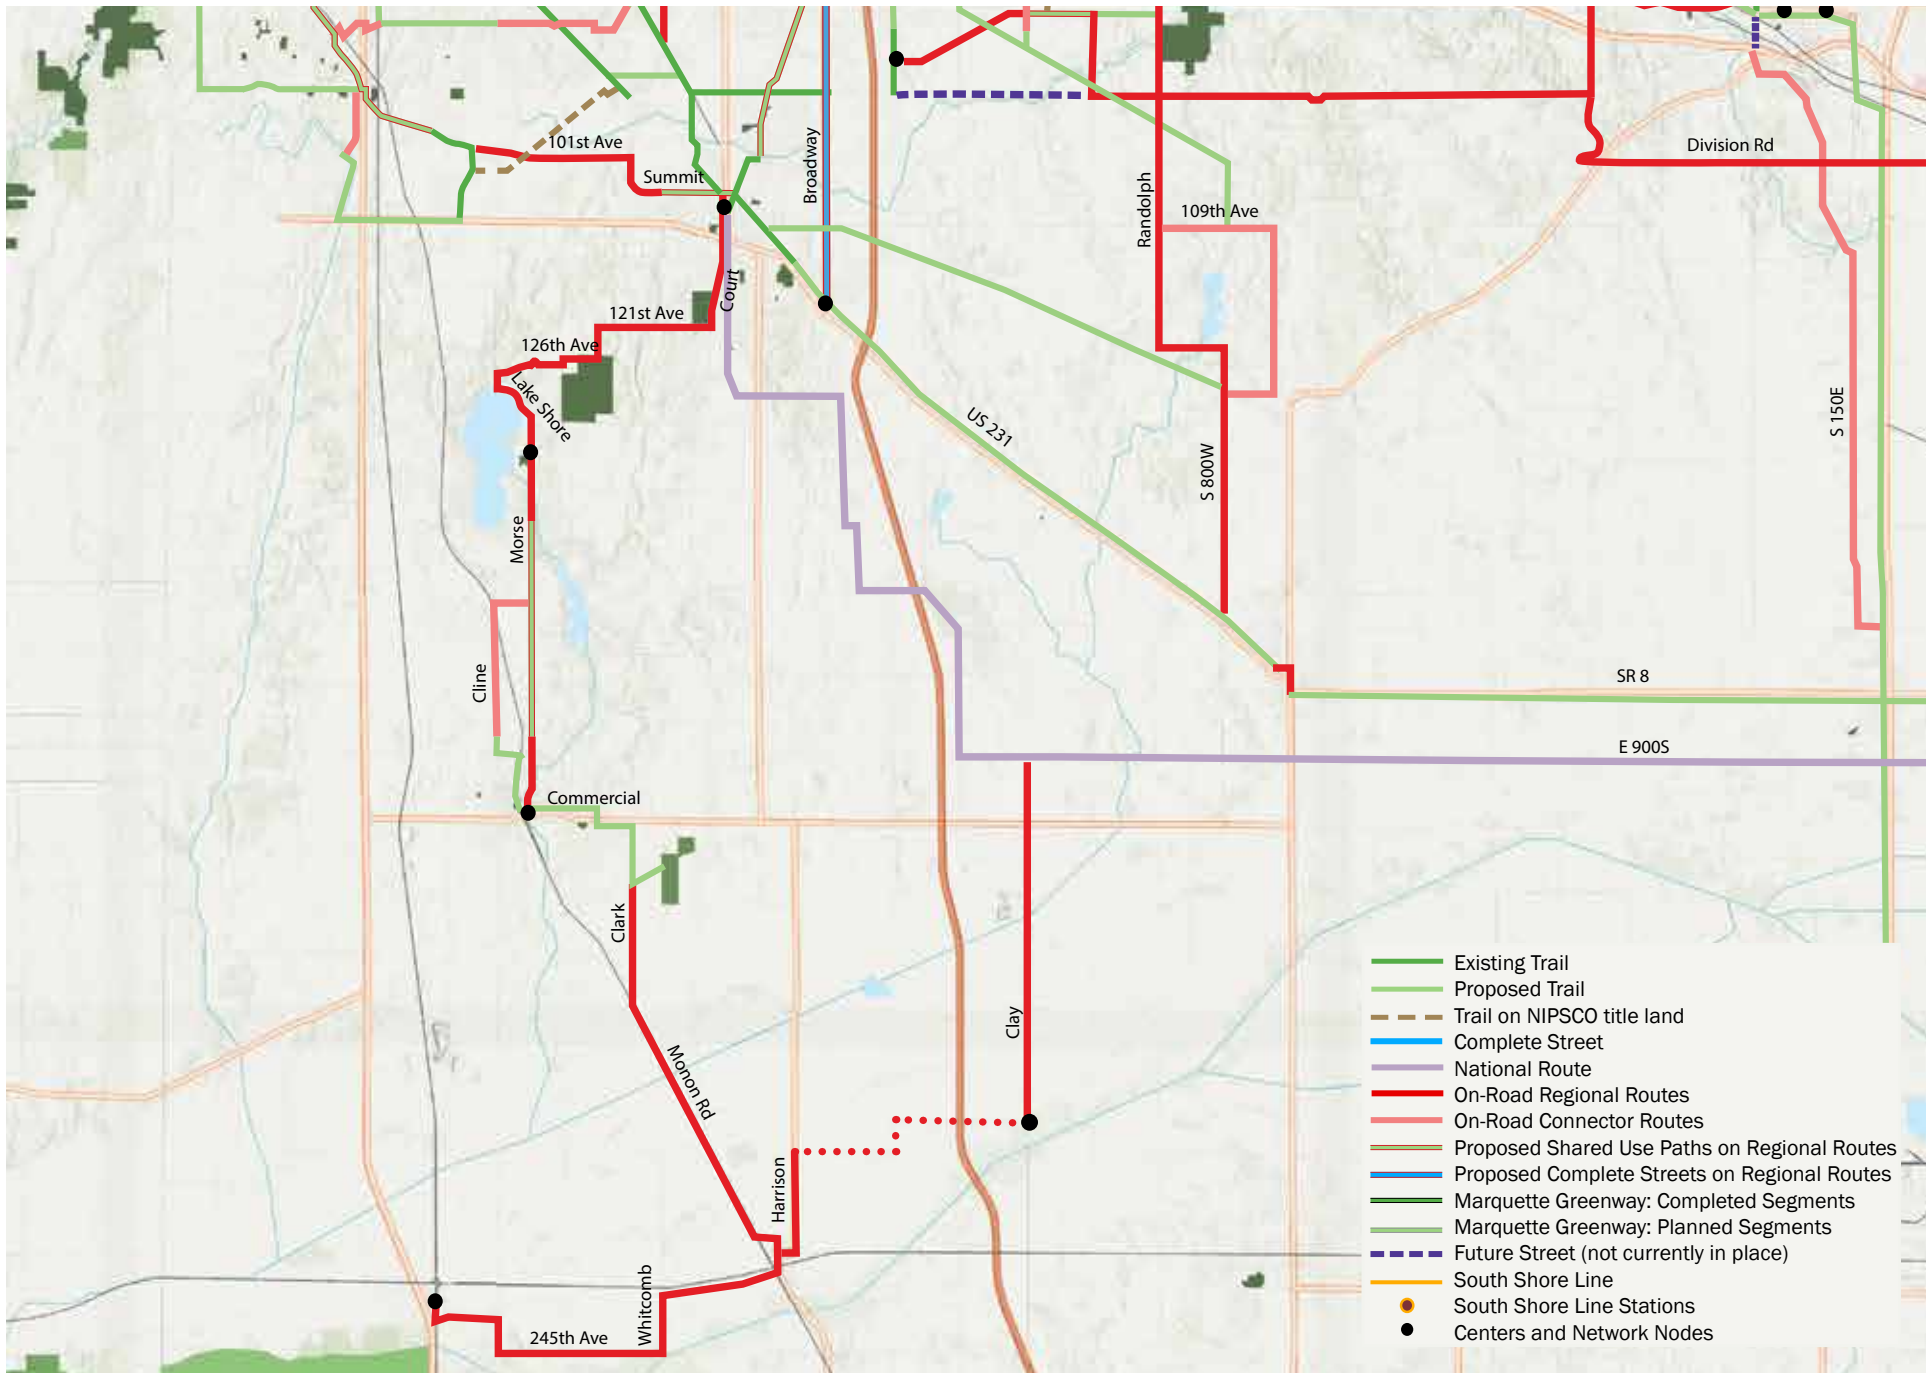 101st Ave
Division Rd
Summit
Broadway
Randolph
109th Ave
Court
121st Ave
126th Ave
Lake Shore
US 231
S 150E
S 800W
Morse
Cline
SR 8
E 900S
Commercial
Clark
Clay
Monon Rd
Harrison
Whitcomb
245th Ave
Existing Trail
Proposed Trail
Trail on NIPSCO title land
Complete Street
National Route
On-Road Regional Routes
On-Road Connector Routes
Proposed Shared Use Paths on Regional Routes
Proposed Complete Streets on Regional Routes
Marquette Greenway: Completed Segments
Marquette Greenway: Planned Segments
Future Street (not currently in place)
South Shore Line
South Shore Line Stations
Centers and Network Nodes